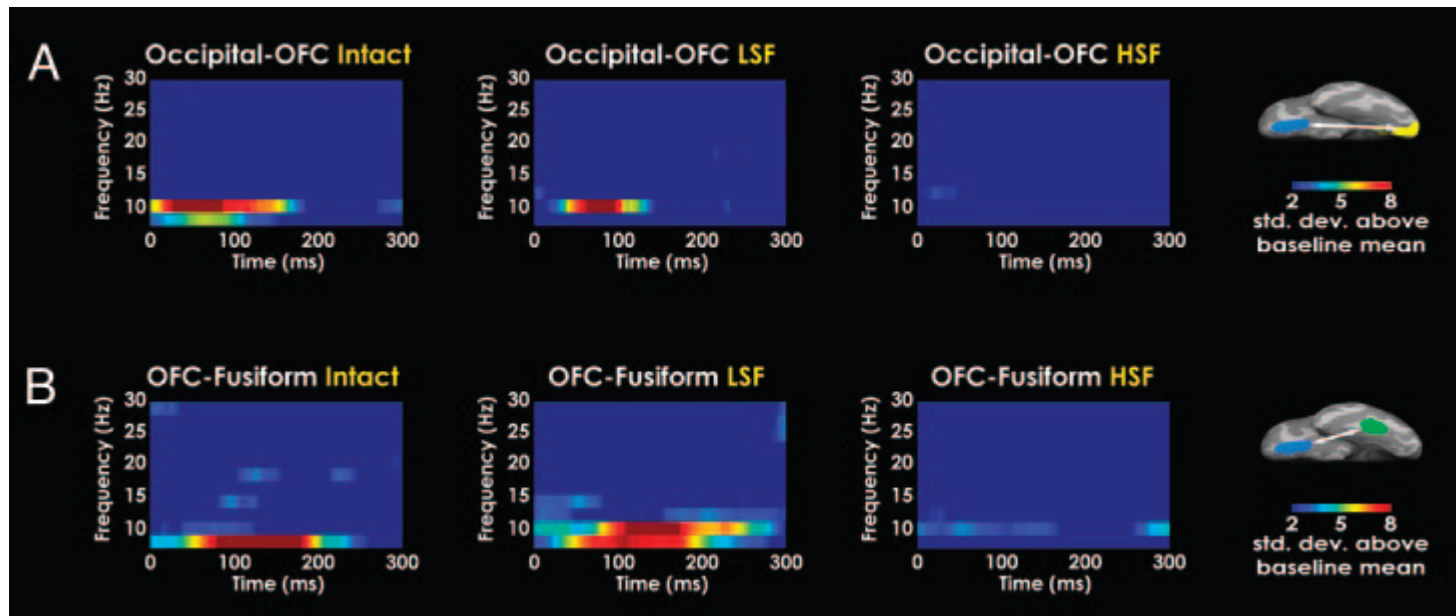 A
Occipital-OFC Intact
Occipital-OFC LSF
Occipital-OFC HSF
Frequency (Hz)
30
25
20
15
10
0 100 200 300
Time (ms)
Frequency (Hz)
30
25
20
15
10
0 100 200 300
Time (ms)
Frequency (Hz)
30
25
20
15
10
0 100 200 300
Time (ms)
2 5 8
std. dev. above
baseline mean
B
OFC-Fusiform Intact
OFC-Fusiform LSF
OFC-Fusiform HSF
Frequency (Hz)
30
25
20
15
10
0 100 200 300
Time (ms)
Frequency (Hz)
30
25
20
15
10
0 100 200 300
Time (ms)
Frequency (Hz)
30
25
20
15
10
0 100 200 300
Time (ms)
2 5 8
std. dev. above
baseline mean